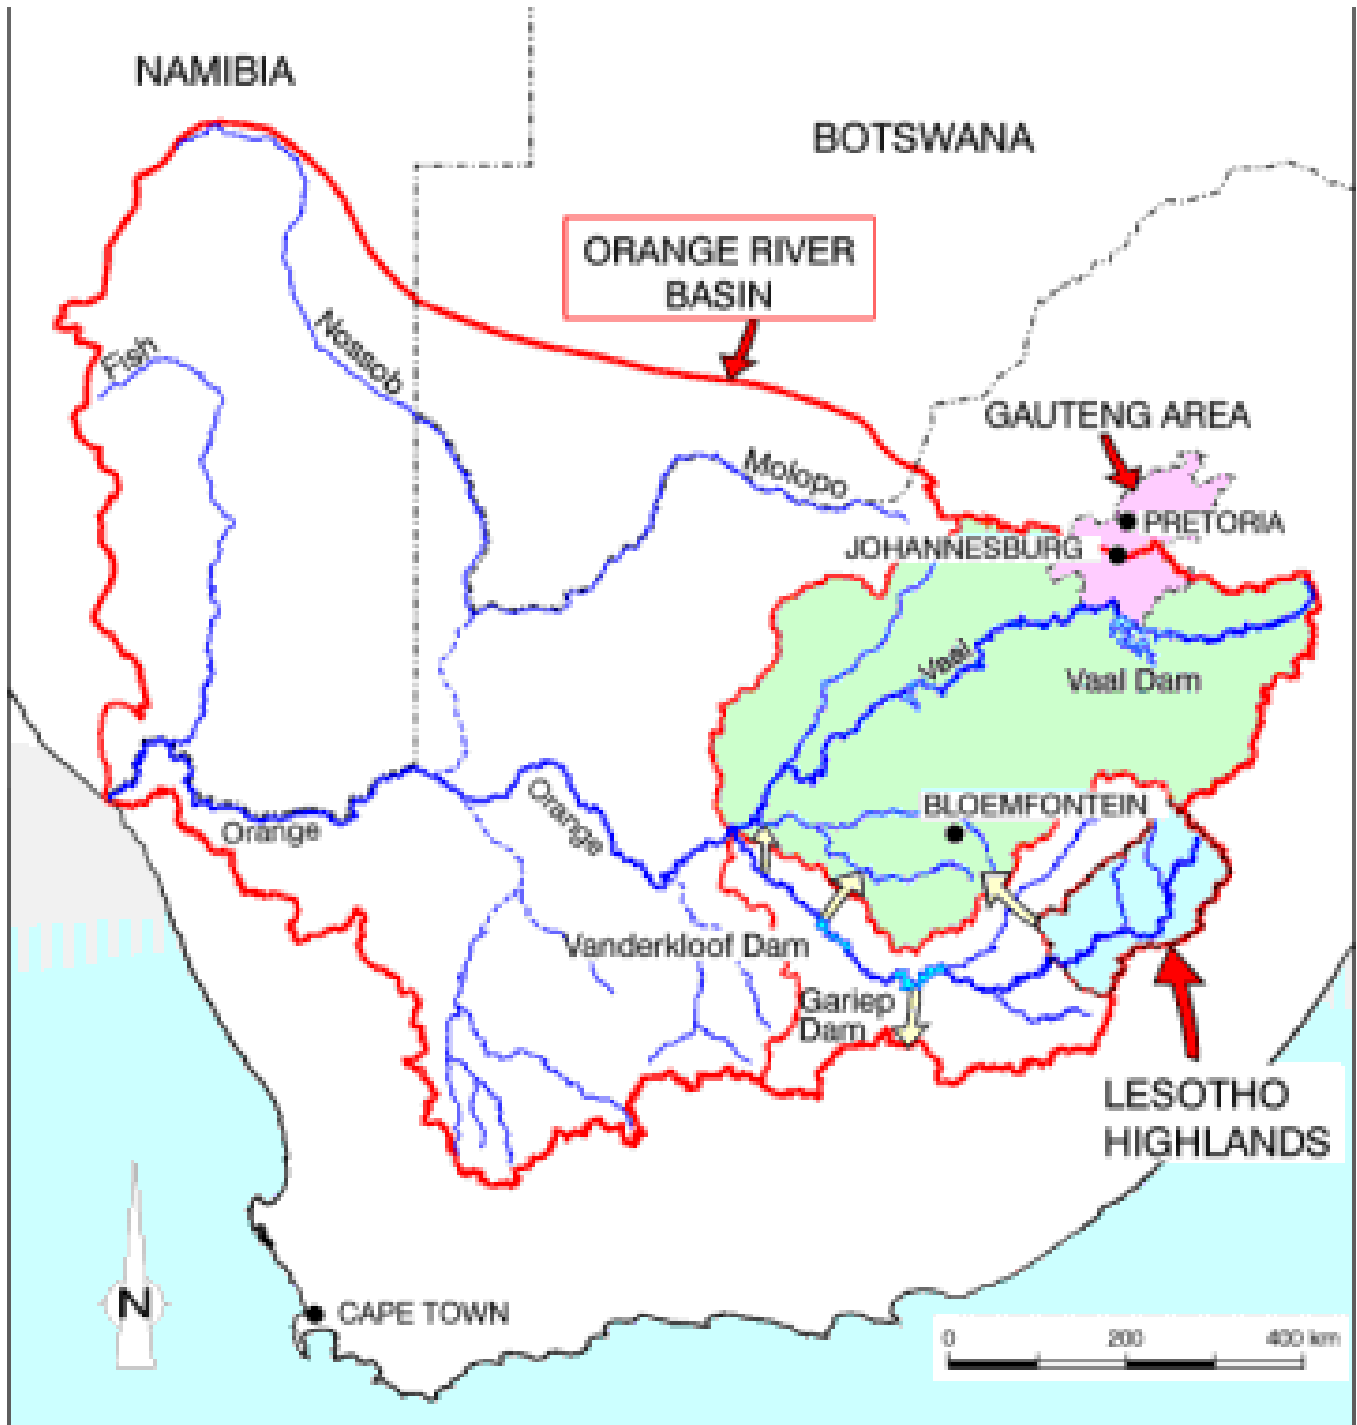 NAMIBIA
BOTSWANA
ORANGE RIVER
BASIN
Fish
Nossob
GAUTENG AREA
Molopo
PRETORIA
JOHANNESBURG
Vaal
Vaal Dam
BLOEMFONTEIN
Orange
Orange
Vanderkloof Dam
Gariep
Dam
LESOTHO
HIGHLANDS
N
CAPE TOWN
0 200 400 km